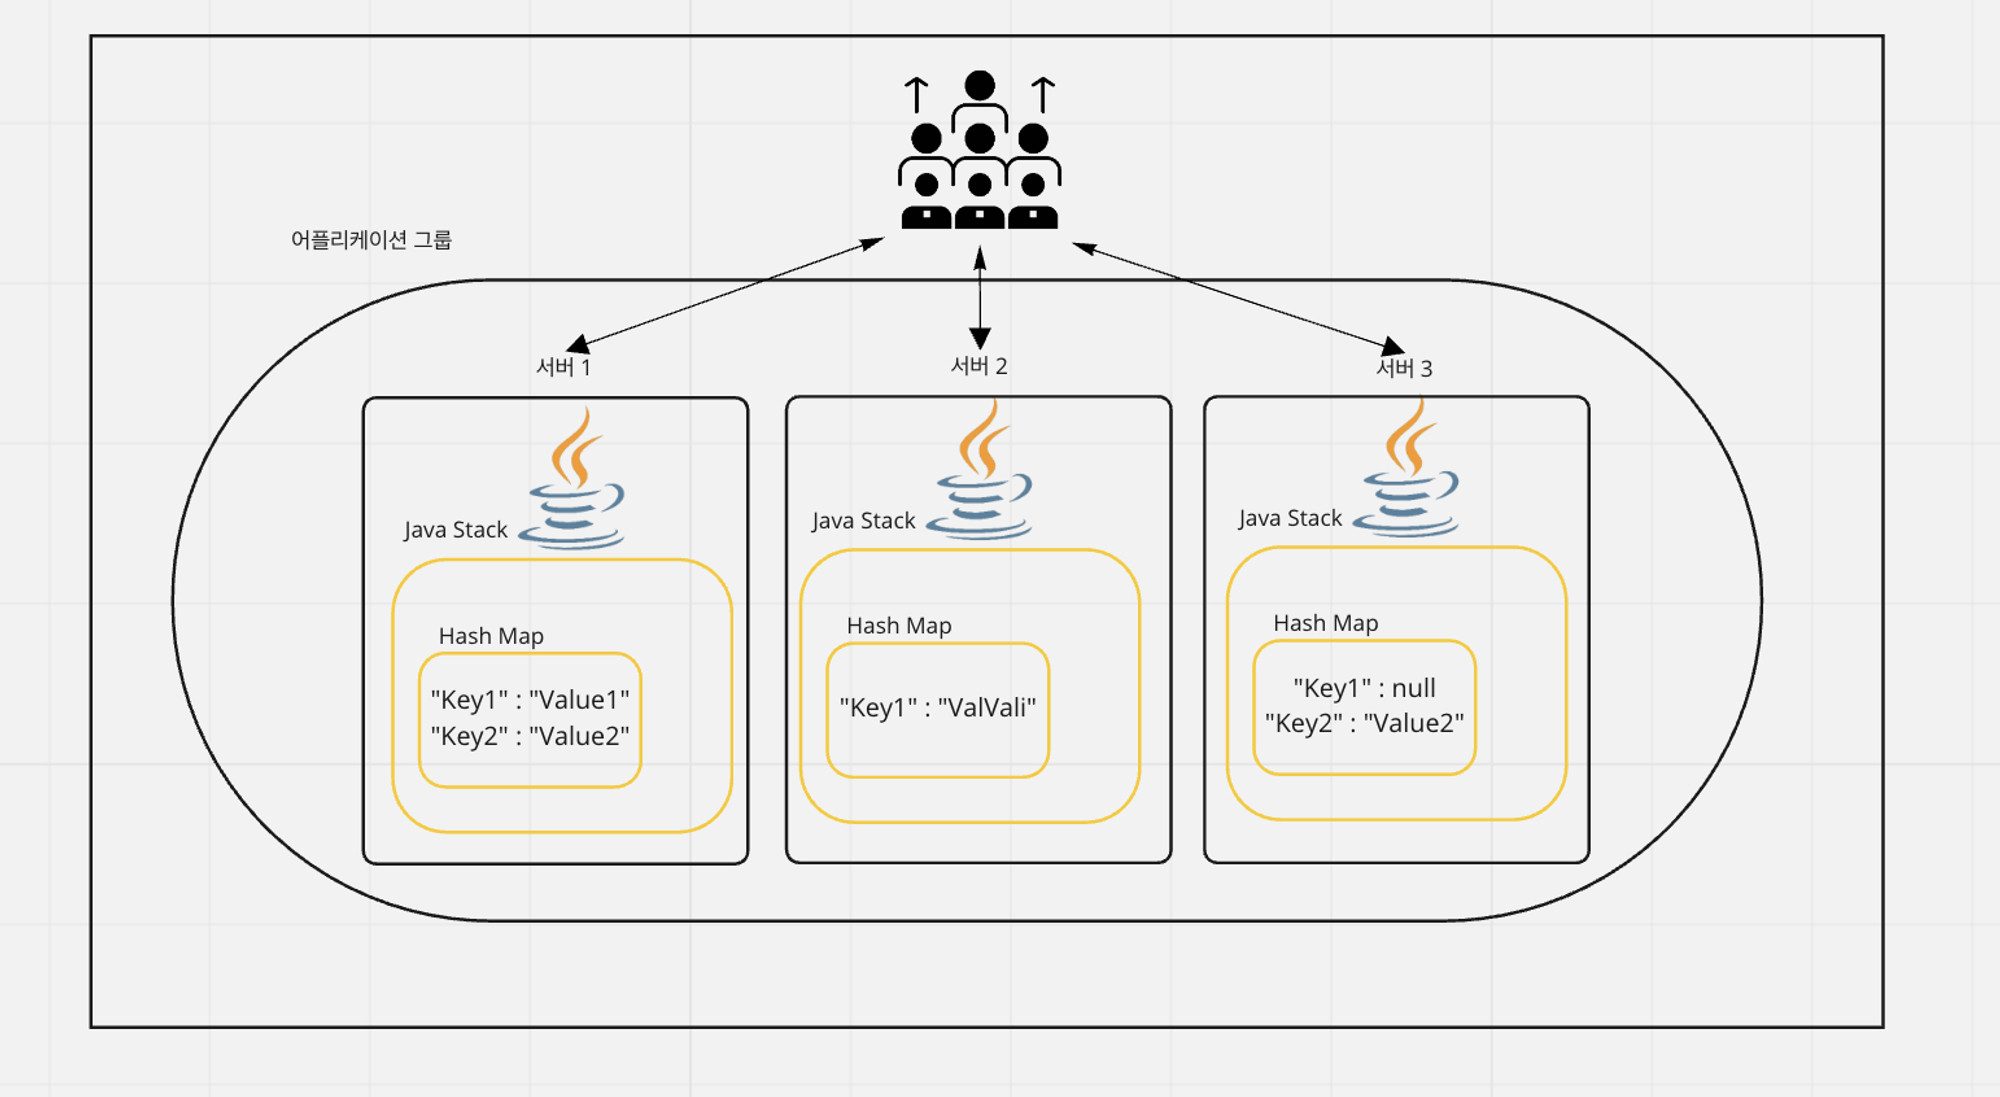 어플리케이션 그룹
서버 1
서버 2
서버 3
Java Stack
Hash Map
"Key1" : "Value1"
"Key2" : "Value2"
Java Stack
Hash Map
"Key1" : "ValVali"
Java Stack
Hash Map
"Key1" : null
"Key2" : "Value2"